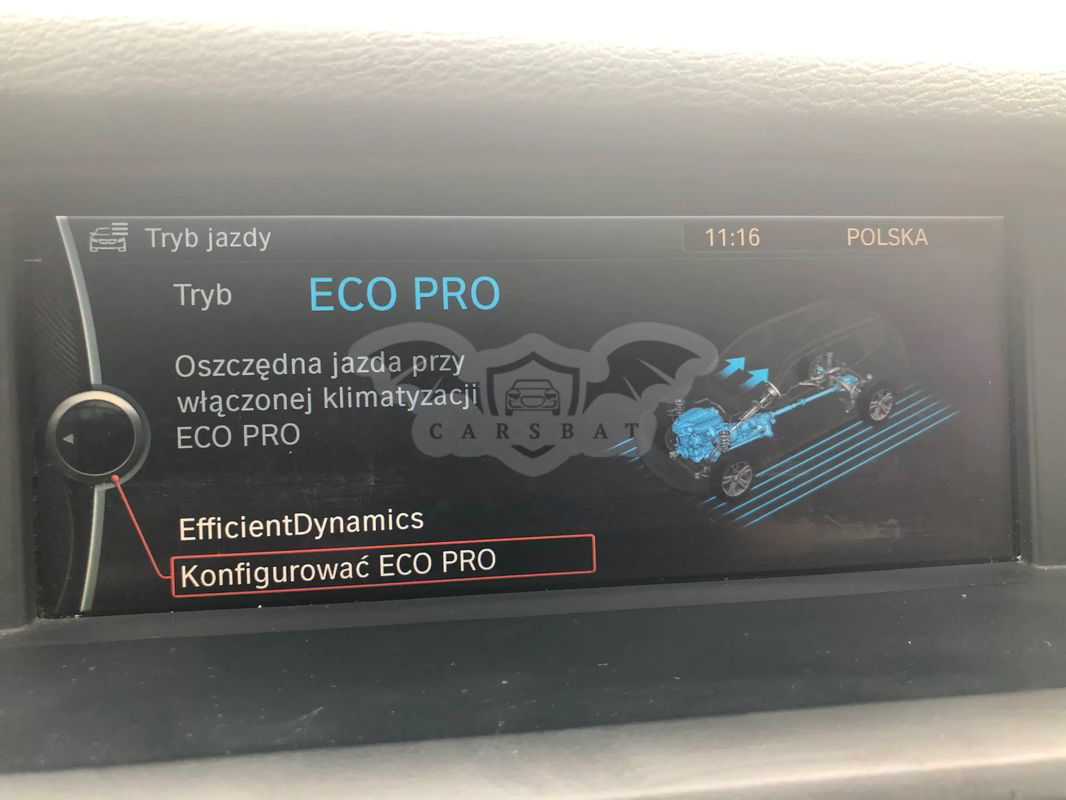 Tryb jazdy
11:16
POLSKA
Tryb
ECO PRO
Oszczędna jazda przy
włączonej klimatyzacji
ECO PRO
CARSBAT
EfficientDynamics
Konfigurować ECO PRO